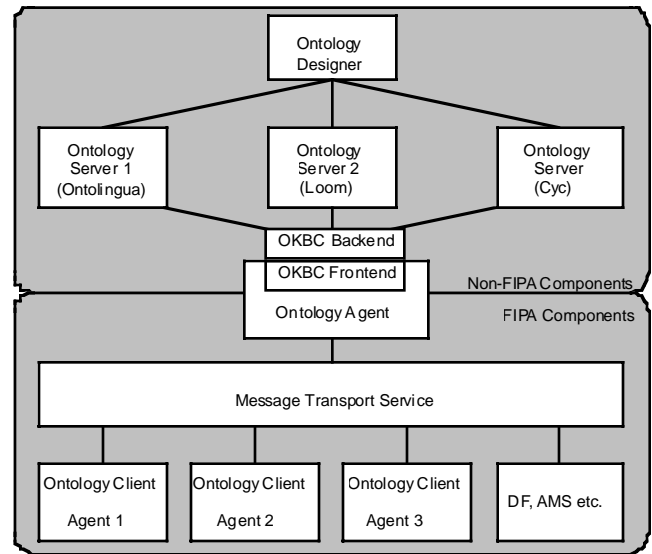 Ontology
Designer
Ontology
Server 1
(Ontolingua)
Ontology
Server 2
(Loom)
Ontology
Server
(Cyc)
OKBC Backend
OKBC Frontend
Ontology Agent
Non-FIPA Components
FIPA Components
Message Transport Service
Ontology Client
Agent 1
Ontology Client
Agent 2
Ontology Client
Agent 3
DF, AMS etc.